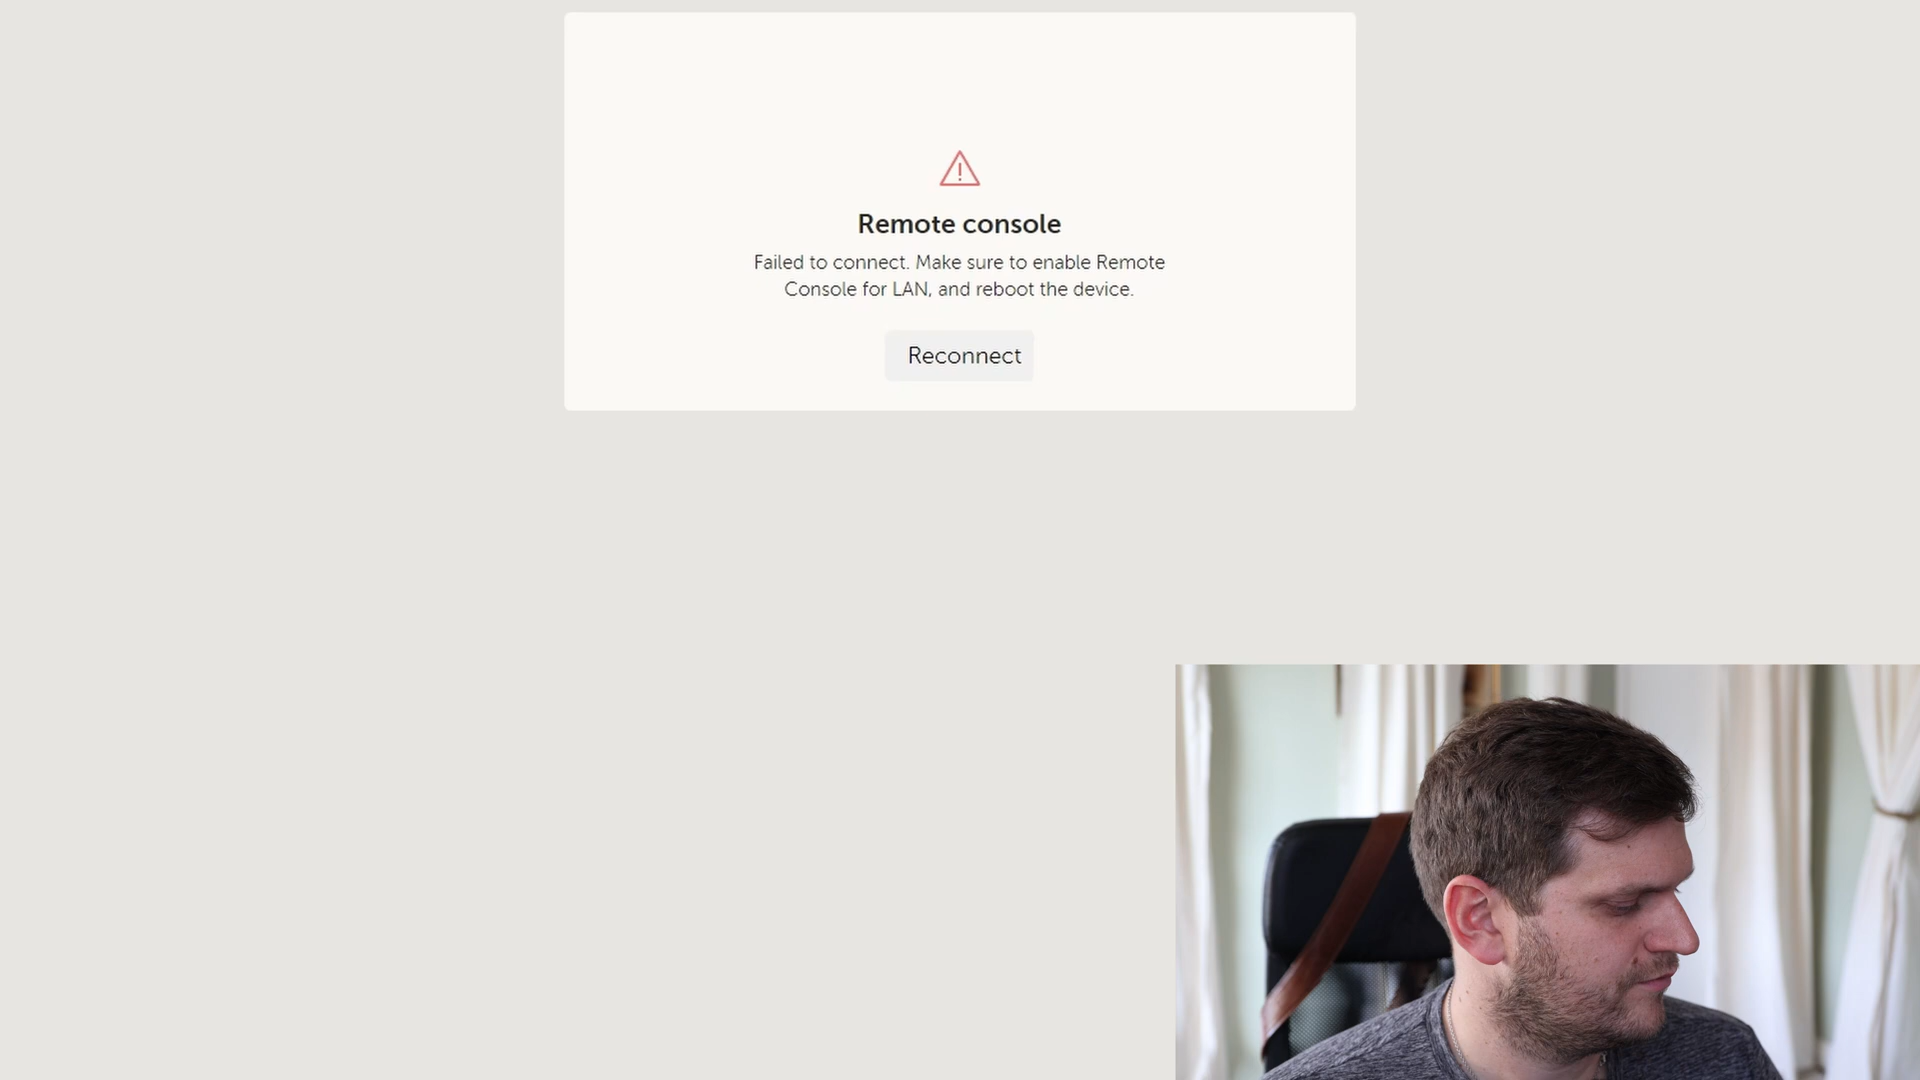 Remote console
Failed to connect. Make sure to enable Remote
Console for LAN, and reboot the device.
Reconnect